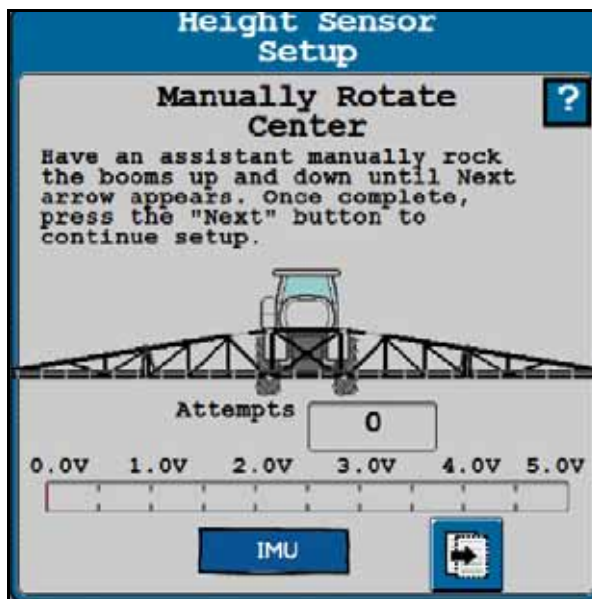 Height Sensor
Setup
Manually Rotate
Center
?
Have an assistant manually rock
the booms up and down until Next
arrow appears. Once complete,
press the "Next" button to
continue setup.
Attempts 0
0.0V 1.0V 2.0V 3.0V 4.0V 5.0V
IMU